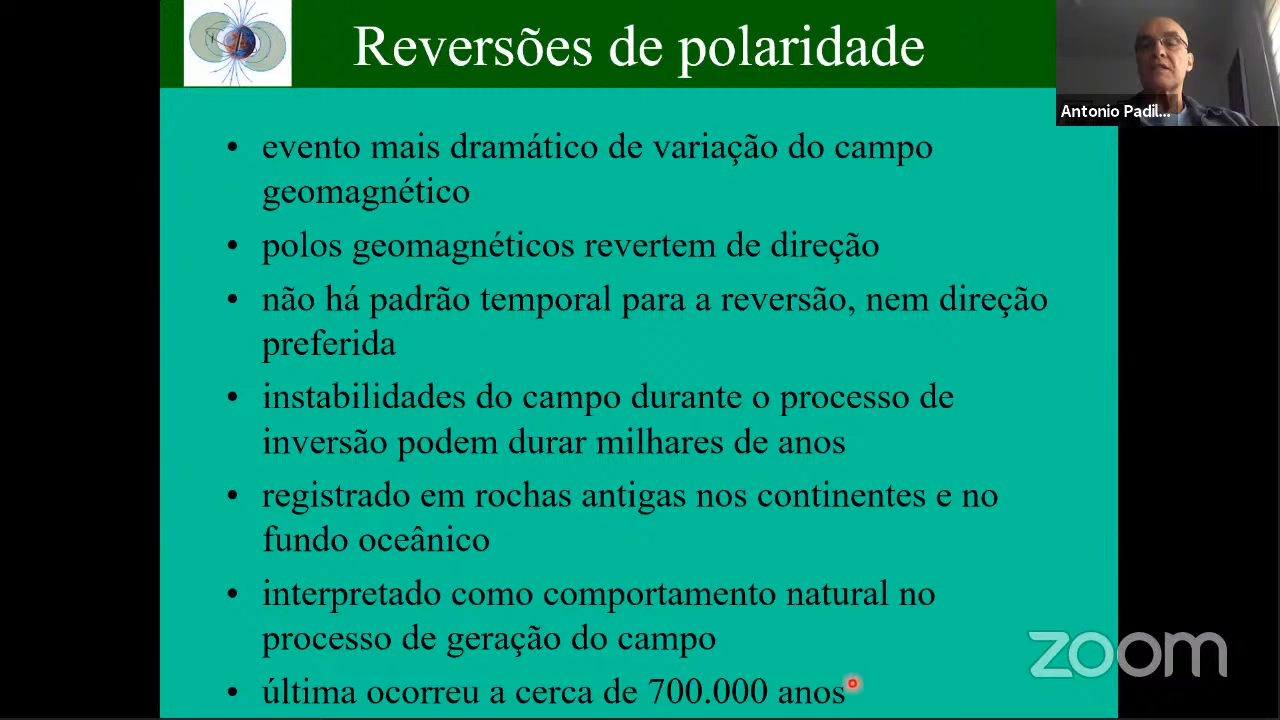 Reversões de polaridade
Antonio Padil...
• evento mais dramático de variação do campo
geomagnético
• polos geomagnéticos revertem de direção
• não há padrão temporal para a reversão, nem direção
preferida
• instabilidades do campo durante o processo de
inversão podem durar milhares de anos
• registrado em rochas antigas nos continentes e no
fundo oceânico
• interpretado como comportamento natural no
processo de geração do campo
• última ocorreu a cerca de 700.000 anos
zoom